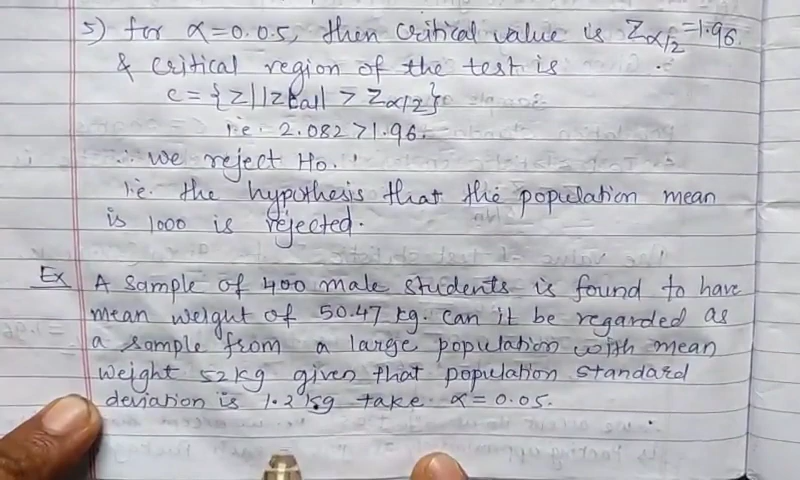 5) for α=0.05, then critical value is Zα/2=1.96.
& critical region of the test is
c = {Z||Zcal| > Zα/2}
i.e. 2.082>1.96.
∴ we reject Ho.
i.e. the hypothesis that the population mean
is 1000 is rejected.
Ex A sample of 400 male students is found to have
mean weight of 50.47 kg. can it be regarded as
a sample from a large population with mean
weight 52kg given that population standard
deviation is 1.2 kg take α=0.05.